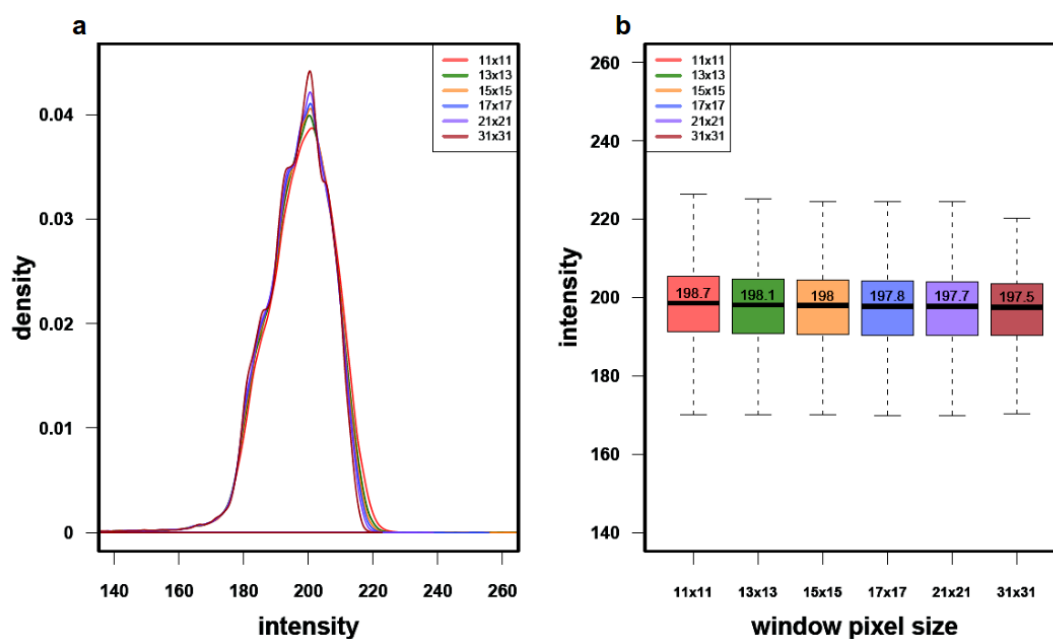 a
11x11
13x13
15x15
17x17
21x21
31x31
0.04
0.03
0.02
0.01
0
density
140 160 180 200 220 240 260
intensity
b
11x11
13x13
15x15
17x17
21x21
31x31
260
240
220
200
180
160
140
intensity
198.7 198.1 198 197.8 197.7 197.5
11x11 13x13 15x15 17x17 21x21 31x31
window pixel size